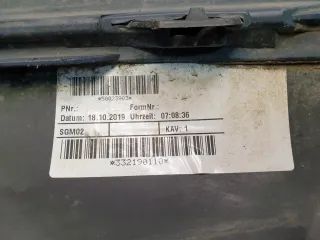 PNr.: FormNr.:
Datum: 18.10.2019 Uhrzeit: 07:08:36
SGM02 KAV: 1
*332190110*